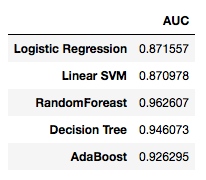 AUC
Logistic Regression 0.871557
Linear SVM 0.870978
RandomForeast 0.962607
Decision Tree 0.946073
AdaBoost 0.926295